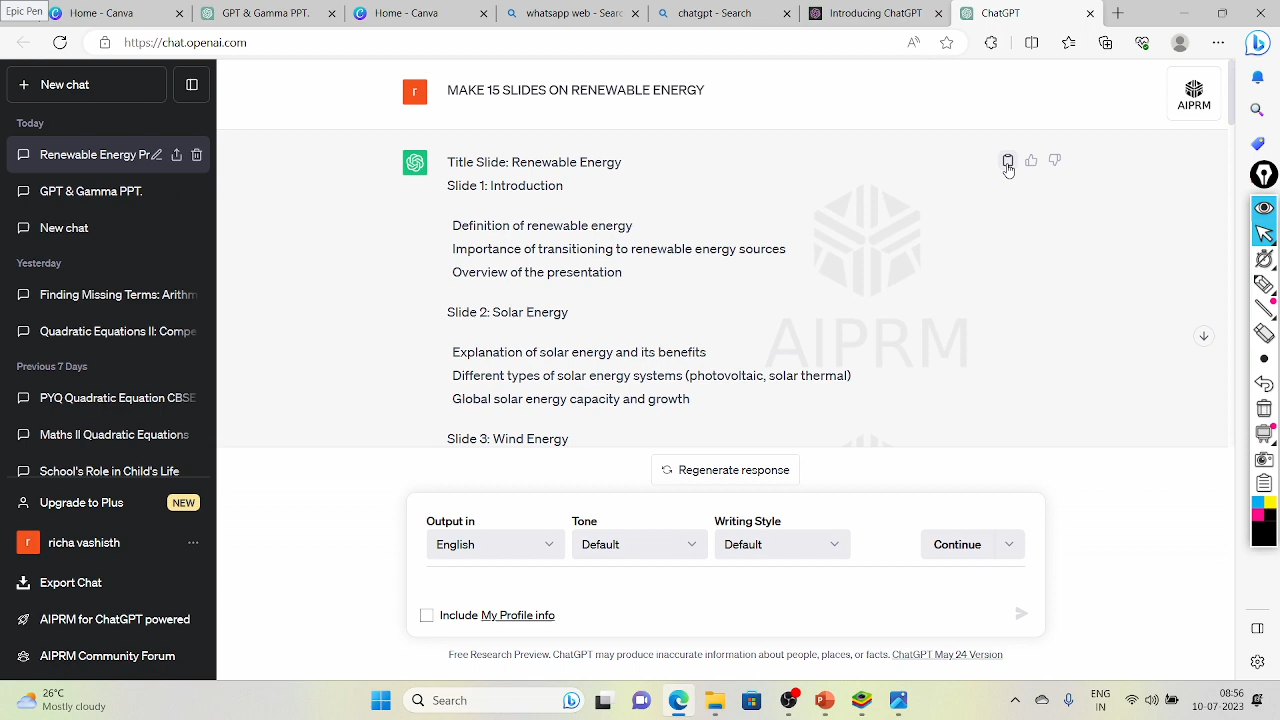 Epic Pen
Home - Canva
GPT & Gamma PPT.
Home - Canva
whatsapp web - Searc
chatgpt - Search
Introducing ChatGPT
ChatGPT
https://chat.openai.com
New chat
Today
Renewable Energy Pr
GPT & Gamma PPT.
New chat
Yesterday
Finding Missing Terms: Arithm
Quadratic Equations II: Compe
Previous 7 Days
PYQ Quadratic Equation CBSE
Maths II Quadratic Equations
School's Role in Child's Life
Upgrade to Plus
NEW
r
richa vashisth
Export Chat
AIPRM for ChatGPT powered
AIPRM Community Forum
r
MAKE 15 SLIDES ON RENEWABLE ENERGY
AIPRM
Title Slide: Renewable Energy
Slide 1: Introduction
Definition of renewable energy
Importance of transitioning to renewable energy sources
Overview of the presentation
Slide 2: Solar Energy
Explanation of solar energy and its benefits
Different types of solar energy systems (photovoltaic, solar thermal)
Global solar energy capacity and growth
Slide 3: Wind Energy
AIPRM
Regenerate response
Output in
Tone
Writing Style
English
Default
Default
Continue
Include My Profile info
Free Research Preview. ChatGPT may produce inaccurate information about people, places, or facts. ChatGPT May 24 Version
26°C
Mostly cloudy
Search
ENG
IN
08:56
10-07-2023